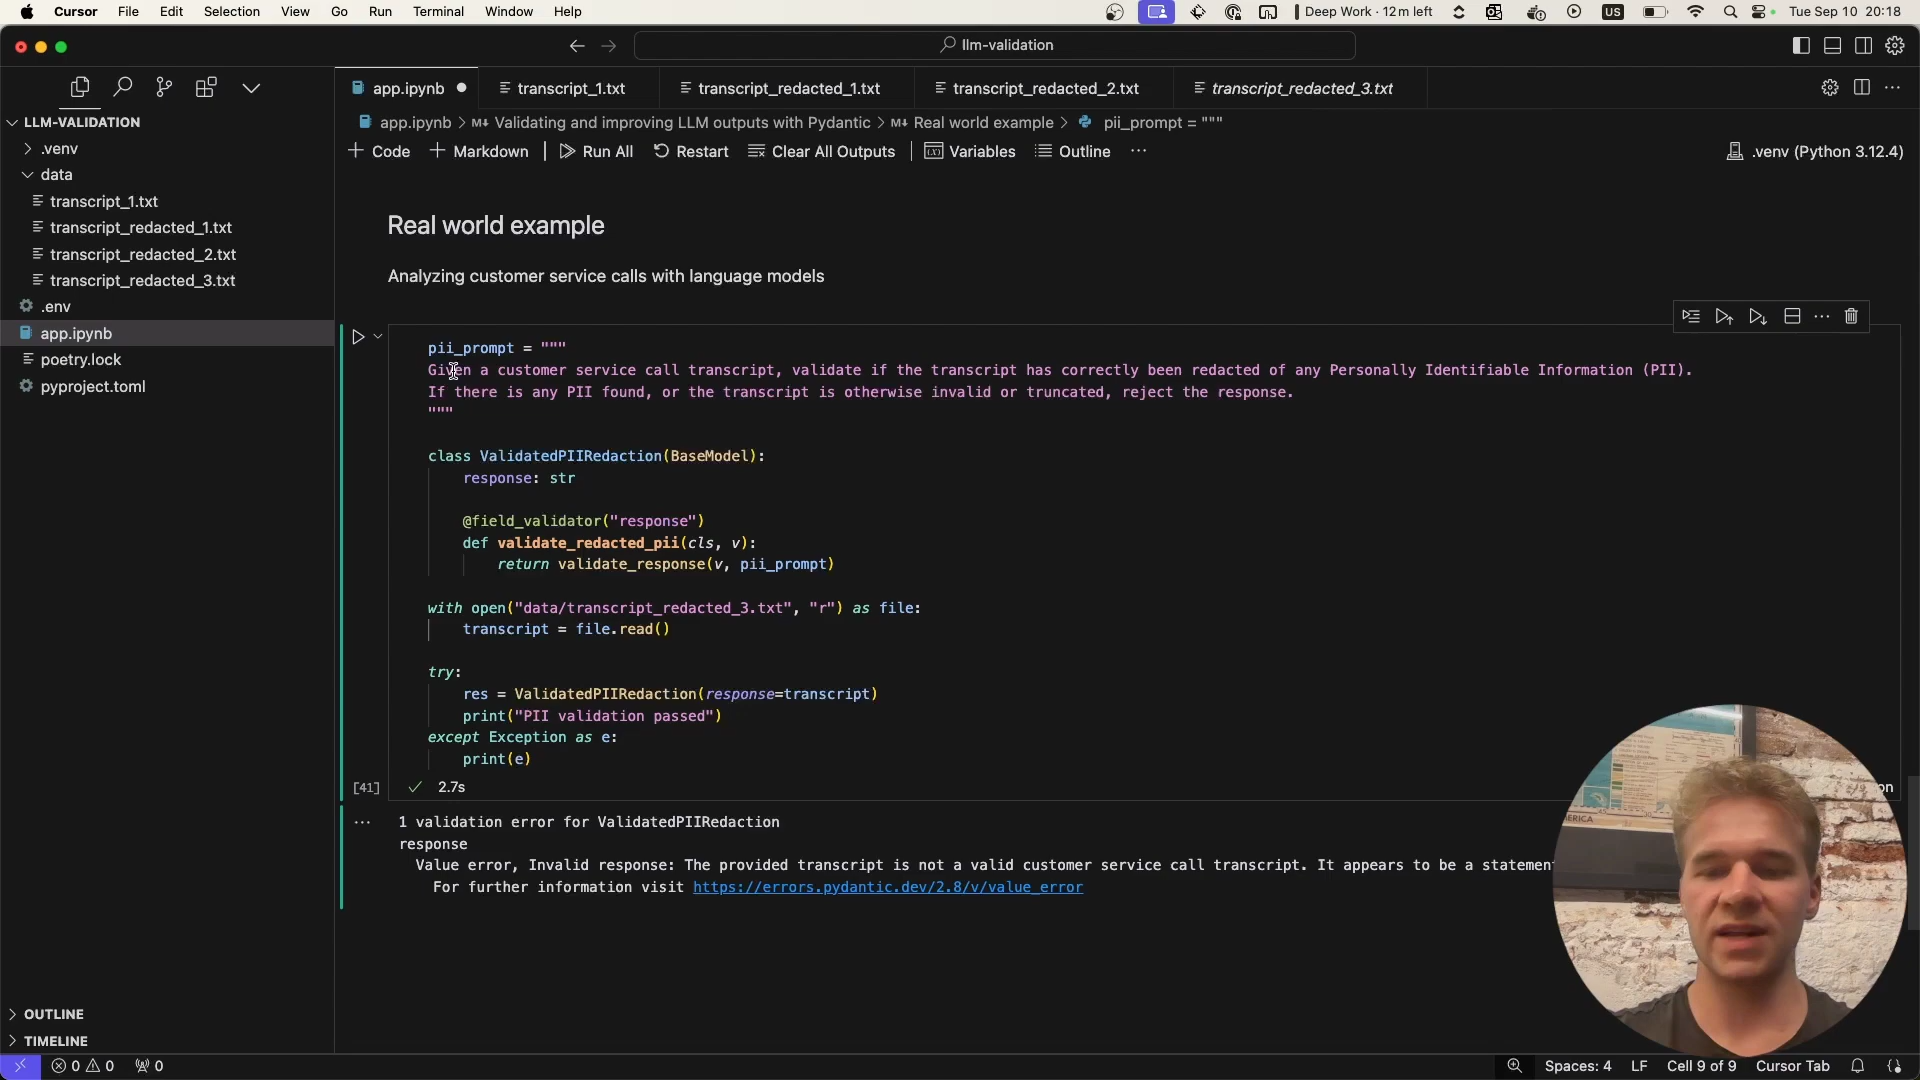 Cursor File Edit Selection View Go Run Terminal Window Help
Deep Work · 12m left
US
Tue Sep 10 20:18
llm-validation
app.ipynb
transcript_1.txt
transcript_redacted_1.txt
transcript_redacted_2.txt
transcript_redacted_3.txt
LLM-VALIDATION
.venv
data
transcript_1.txt
transcript_redacted_1.txt
transcript_redacted_2.txt
transcript_redacted_3.txt
.env
app.ipynb
poetry.lock
pyproject.toml
OUTLINE
TIMELINE
app.ipynb > M↓ Validating and improving LLM outputs with Pydantic > M↓ Real world example > pii_prompt = """
+ Code + Markdown | Run All Restart Clear All Outputs | Variables Outline ···
.venv (Python 3.12.4)
Real world example
Analyzing customer service calls with language models
pii_prompt = """
Given a customer service call transcript, validate if the transcript has correctly been redacted of any Personally Identifiable Information (PII).
If there is any PII found, or the transcript is otherwise invalid or truncated, reject the response.
"""
class ValidatedPIIRedaction(BaseModel):
response: str
@field_validator("response")
def validate_redacted_pii(cls, v):
return validate_response(v, pii_prompt)
with open("data/transcript_redacted_3.txt", "r") as file:
transcript = file.read()
try:
res = ValidatedPIIRedaction(response=transcript)
print("PII validation passed")
except Exception as e:
print(e)
[41] ✓ 2.7s
1 validation error for ValidatedPIIRedaction
response
Value error, Invalid response: The provided transcript is not a valid customer service call transcript. It appears to be a statement
For further information visit https://errors.pydantic.dev/2.8/v/value_error
0 0 0
Spaces: 4 LF Cell 9 of 9 Cursor Tab